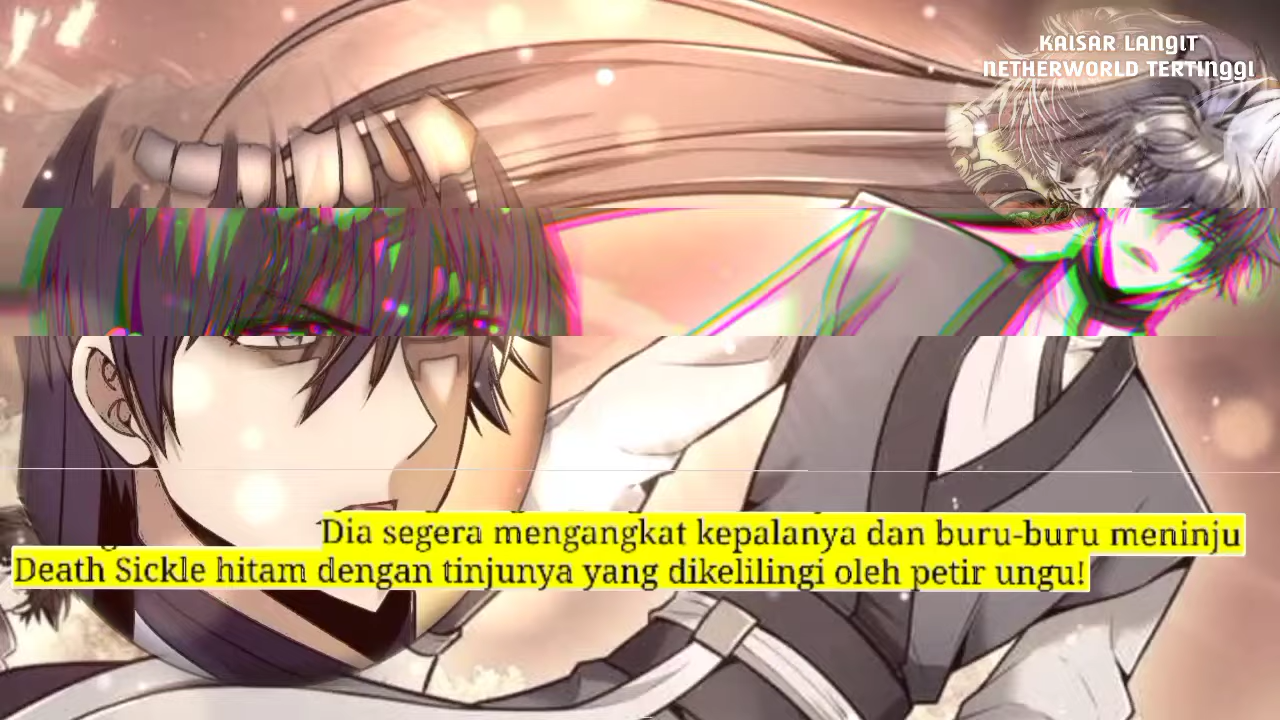 KAISAR LANGIT
NETHERWORLD TERTINGGI
Dia segera mengangkat kepalanya dan buru-buru meninju
Death Sickle hitam dengan tinjunya yang dikelilingi oleh petir ungu!